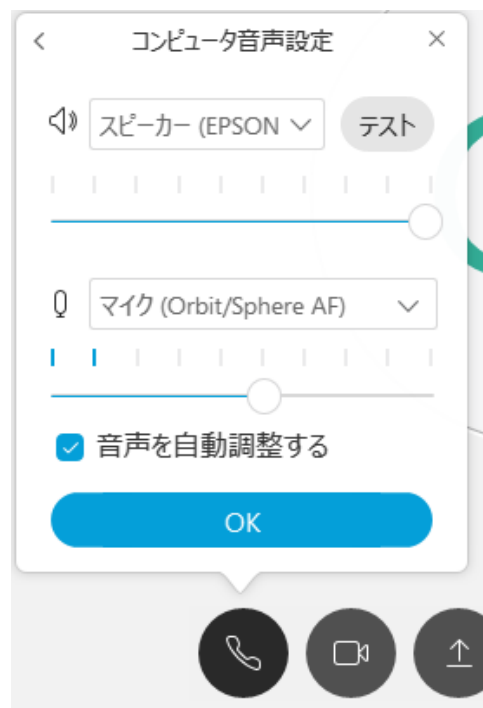 コンピュータ音声設定
スピーカー (EPSON
テスト
マイク (Orbit/Sphere AF)
音声を自動調整する
OK